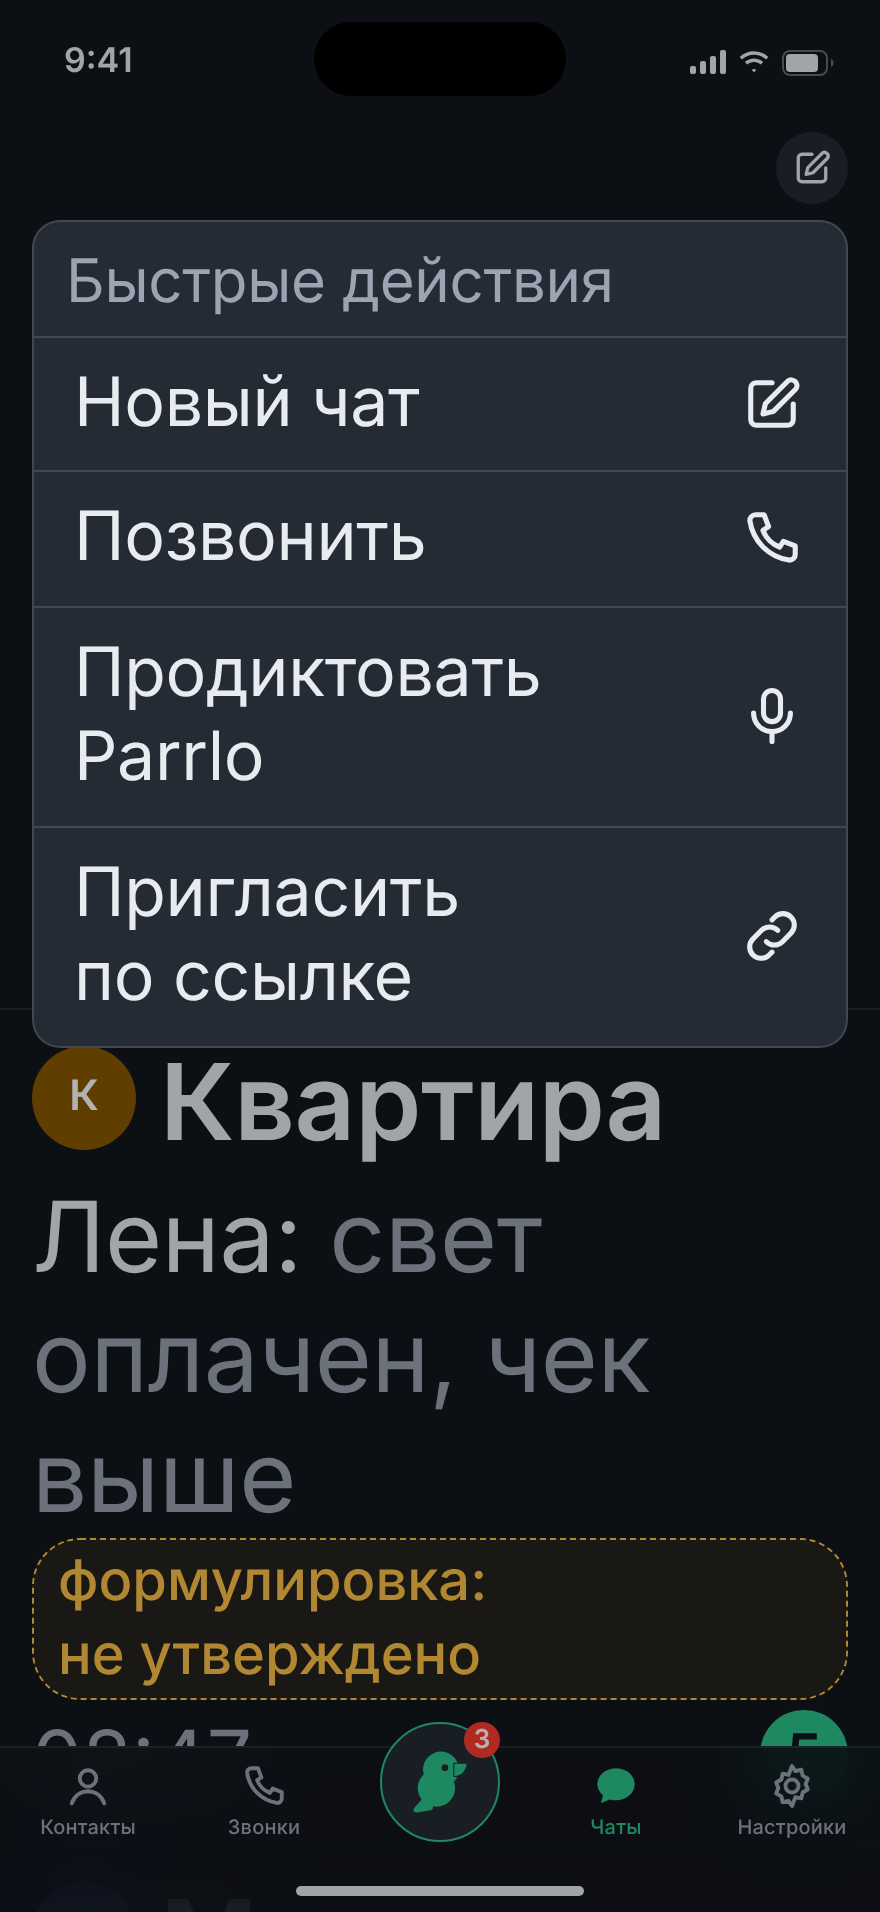 9:41
Быстрые действия
Новый чат
Позвонить
Продиктовать
Parrlo
Пригласить
по ссылке
К
Квартира
Лена: свет
оплачен, чек
выше
формулировка:
не утверждено
3
Контакты
Звонки
Чаты
Настройки